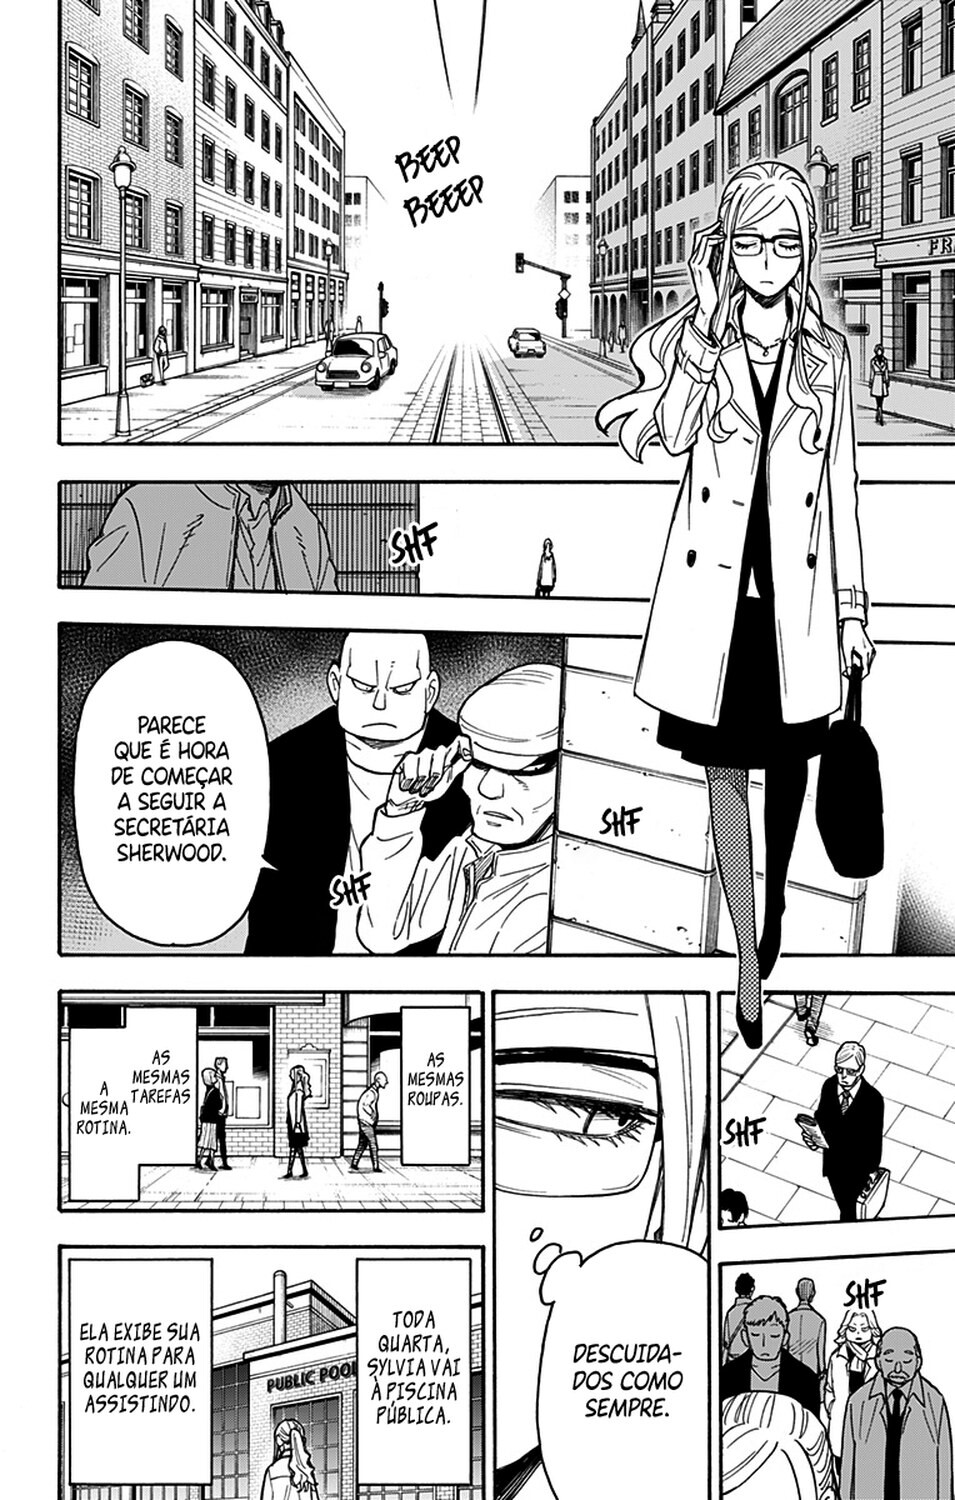 BEEP
BEEEP
FR
SHF
PARECE
QUE É HORA
DE COMEÇAR
A SEGUIR A
SECRETÁRIA
SHERWOOD.
SHF
SHF
SHF
DESCUIDA-
DOS COMO
SEMPRE.
SHF
AS
MESMAS
ROUPAS.
AS
MESMAS
TAREFAS
A
MESMA
ROTINA.
TODA
QUARTA,
SYLVIA VAI
À PISCINA
PÚBLICA.
PUBLIC POOL
ELA EXIBE SUA
ROTINA PARA
QUALQUER UM
ASSISTINDO.